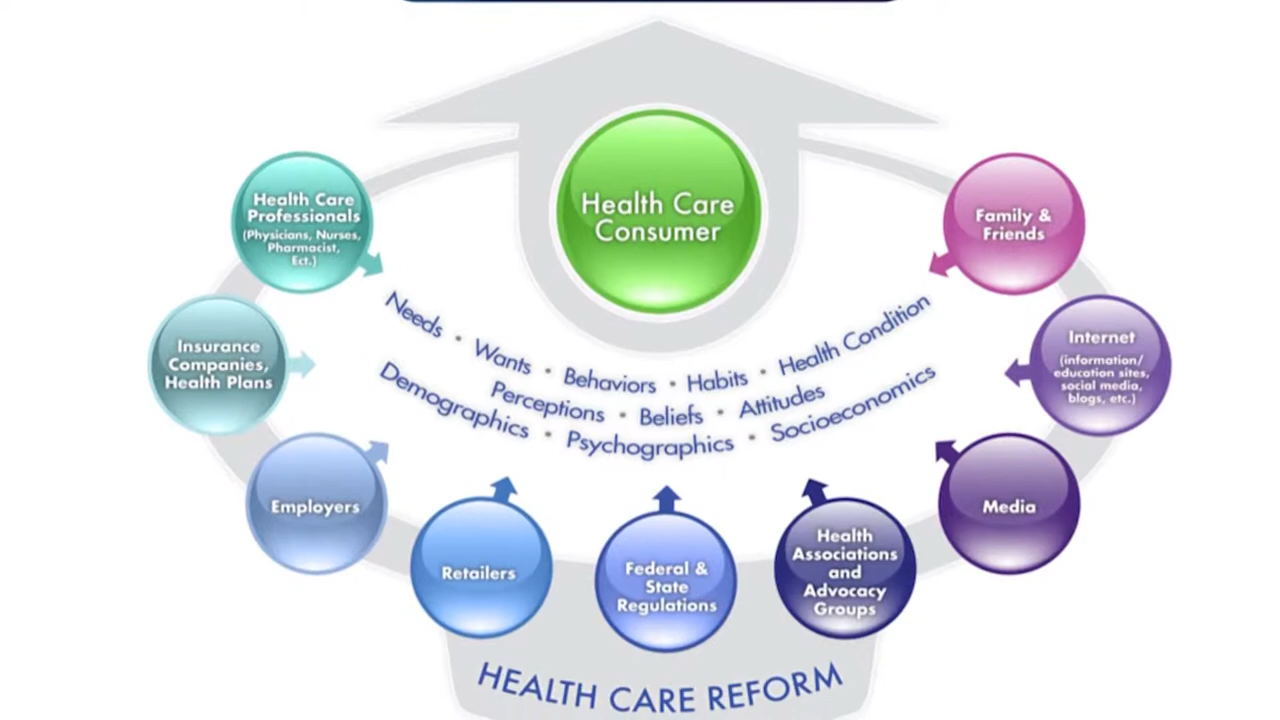 Health Care
Consumer
Health Care
Professionals
(Physicians, Nurses,
Pharmacist,
Ect.)
Family &
Friends
Insurance
Companies,
Health Plans
Internet
(information/
education sites,
social media,
blogs, etc.)
Needs • Wants • Behaviors • Habits • Health Condition
Perceptions • Beliefs • Attitudes
Demographics • Psychographics • Socioeconomics
Employers
Retailers
Federal &
State
Regulations
Health
Associations
and
Advocacy
Groups
Media
HEALTH CARE REFORM